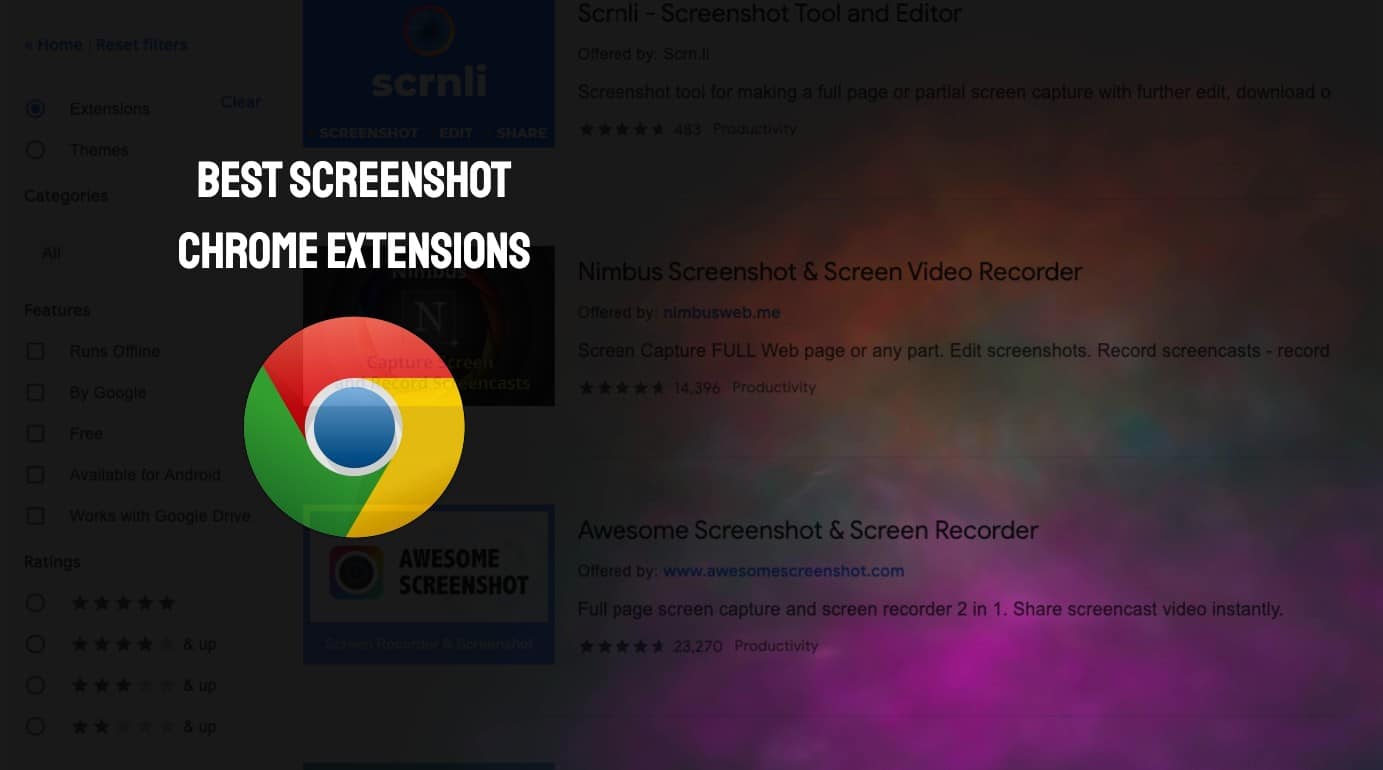 « Home | Reset filters
Extensions
Clear
Themes
Categories
All
Features
Runs Offline
By Google
Free
Available for Android
Works with Google Drive
Ratings
& up
& up
& up
BEST SCREENSHOT
CHROME EXTENSIONS
scrnli
SCREENSHOT EDIT SHARE
Scrnli - Screenshot Tool and Editor
Offered by: Scrn.li
Screenshot tool for making a full page or partial screen capture with further edit, download o
483 Productivity
Nimbus
N
Capture Screen
and Record Screencasts
Nimbus Screenshot & Screen Video Recorder
Offered by: nimbusweb.me
Screen Capture FULL Web page or any part. Edit screenshots. Record screencasts - record
14,396 Productivity
AWESOME
SCREENSHOT
Screen Recorder & Screenshot
Awesome Screenshot & Screen Recorder
Offered by: www.awesomescreenshot.com
Full page screen capture and screen recorder 2 in 1. Share screencast video instantly.
23,270 Productivity